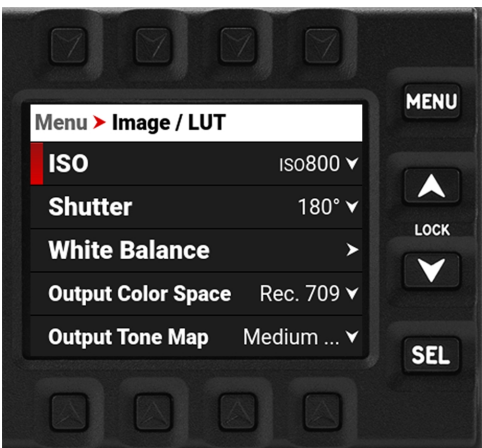 Menu > Image / LUT
ISO ISO800
Shutter 180°
White Balance >
Output Color Space Rec. 709
Output Tone Map Medium ...
MENU
LOCK
SEL